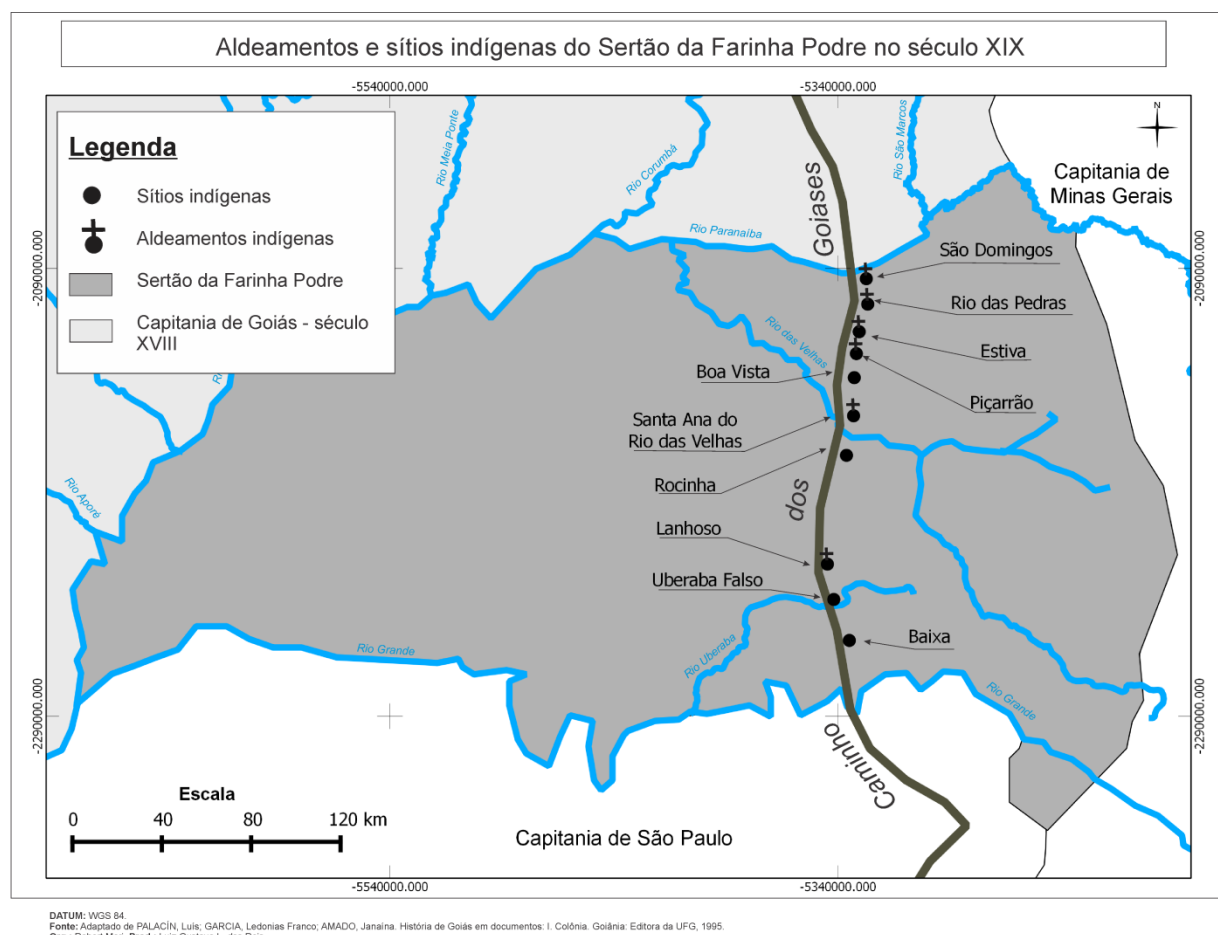 Aldeamentos e sítios indígenas do Sertão da Farinha Podre no século XIX
-5540000.000
-5340000.000
N
Legenda
Sítios indígenas
Aldeamentos indígenas
Sertão da Farinha Podre
Capitania de Goiás - século
XVIII
Rio Meia Ponte
Rio Corumbá
Rio São Marcos
Capitania de
Minas Gerais
Goiases
Rio Paranaíba
-2090000.000
-2090000.000
São Domingos
Rio das Pedras
Rio das Velhas
Estiva
Boa Vista
Piçarrão
Santa Ana do
Rio das Velhas
Rocinha
dos
Rio Aporé
Lanhoso
Uberaba Falso
Baixa
Rio Grande
Rio Uberaba
Rio Grande
-2290000.000
-2290000.000
Caminho
Escala
0 40 80 120 km
Capitania de São Paulo
-5540000.000
-5340000.000
DATUM: WGS 84.
Fonte: Adaptado de PALACÍN, Luís; GARCIA, Ledonias Franco; AMADO, Janaína. História de Goiás em documentos: I. Colônia. Goiânia: Editora da UFG, 1995.